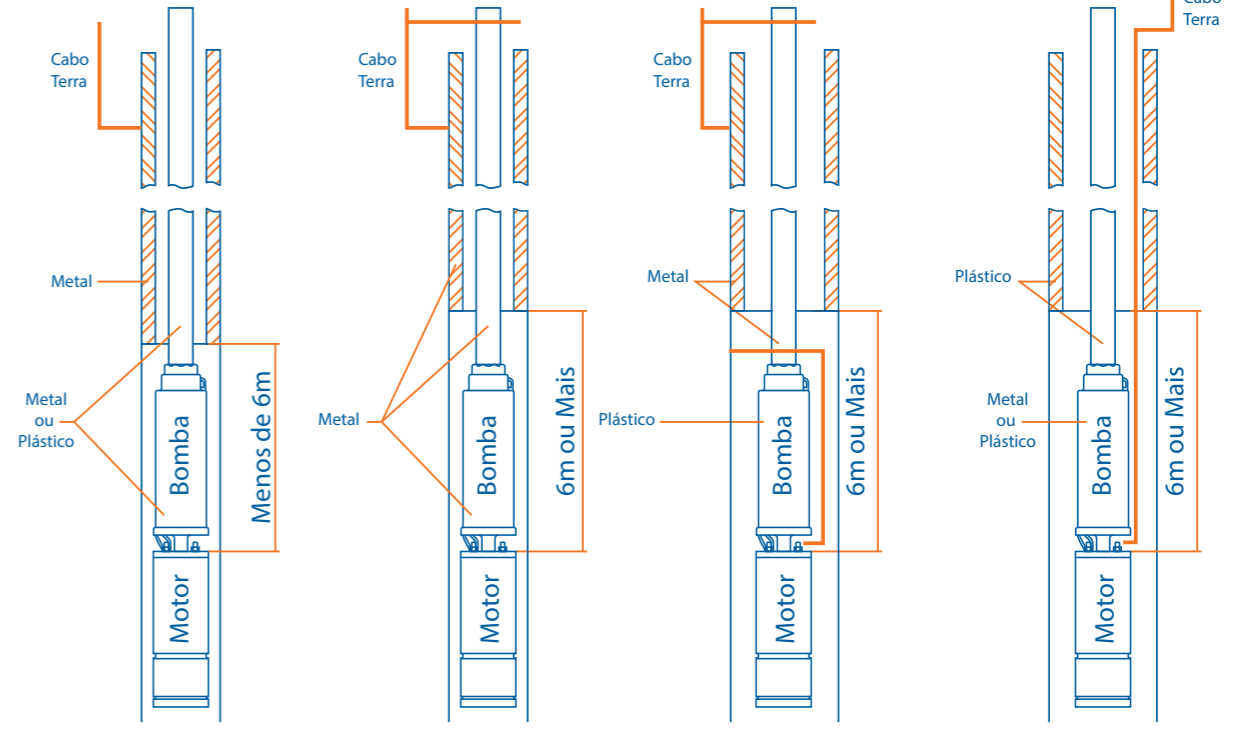 Cabo
Terra
Metal
Metal
ou
Plástico
Bomba
Menos de 6m
Motor
Cabo
Terra
Metal
Bomba
6m ou Mais
Motor
Cabo
Terra
Metal
Plástico
Bomba
6m ou Mais
Motor
Cabo
Terra
Plástico
Metal
ou
Plástico
Bomba
6m ou Mais
Motor